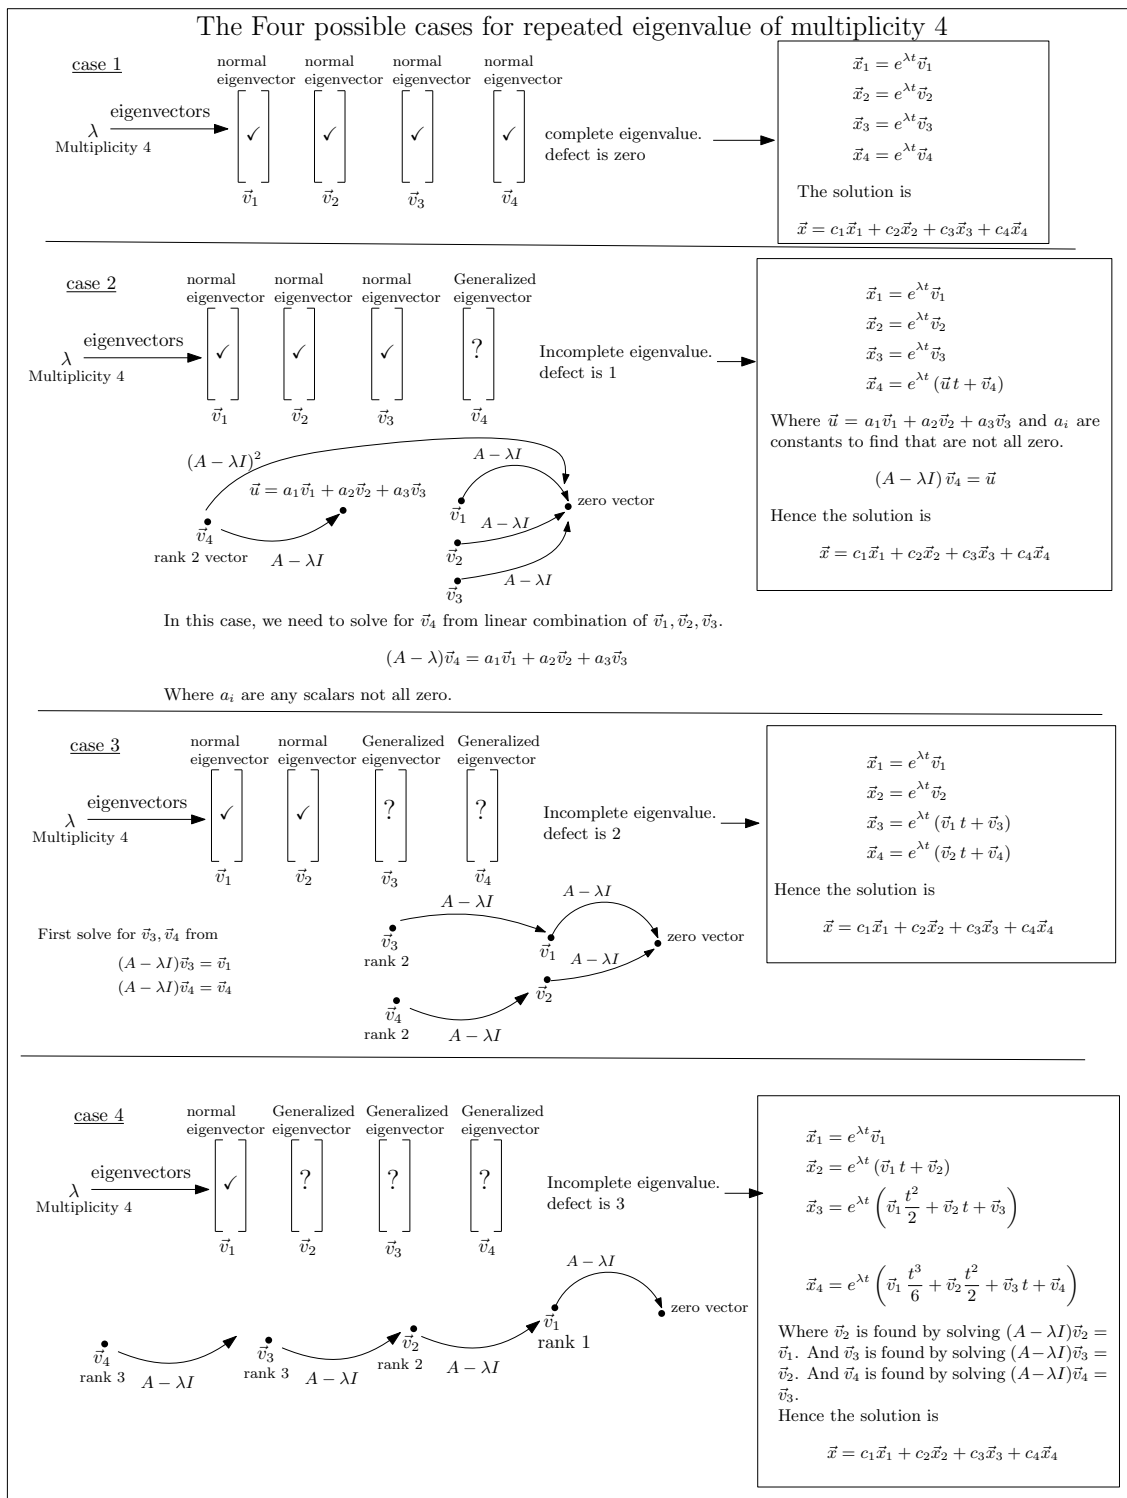 The Four possible cases for repeated eigenvalue of multiplicity 4
case 1
normal eigenvector
normal eigenvector
normal eigenvector
normal eigenvector
λ
Multiplicity 4
eigenvectors
✓ ✓ ✓ ✓
v⃗₁ v⃗₂ v⃗₃ v⃗₄
complete eigenvalue.
defect is zero
x⃗₁ = e^{λt} v⃗₁
x⃗₂ = e^{λt} v⃗₂
x⃗₃ = e^{λt} v⃗₃
x⃗₄ = e^{λt} v⃗₄
The solution is
x⃗ = c₁x⃗₁ + c₂x⃗₂ + c₃x⃗₃ + c₄x⃗₄
case 2
normal eigenvector
normal eigenvector
normal eigenvector
Generalized eigenvector
λ
Multiplicity 4
eigenvectors
✓ ✓ ✓ ?
v⃗₁ v⃗₂ v⃗₃ v⃗₄
Incomplete eigenvalue.
defect is 1
(A − λI)²
u⃗ = a₁v⃗₁ + a₂v⃗₂ + a₃v⃗₃
v⃗₄
rank 2 vector
A − λI
A − λI
v⃗₁
zero vector
A − λI
v⃗₂
A − λI
v⃗₃
In this case, we need to solve for v⃗₄ from linear combination of v⃗₁, v⃗₂, v⃗₃.
(A − λ)v⃗₄ = a₁v⃗₁ + a₂v⃗₂ + a₃v⃗₃
Where aᵢ are any scalars not all zero.
x⃗₁ = e^{λt} v⃗₁
x⃗₂ = e^{λt} v⃗₂
x⃗₃ = e^{λt} v⃗₃
x⃗₄ = e^{λt} (u⃗ t + v⃗₄)
Where u⃗ = a₁v⃗₁ + a₂v⃗₂ + a₃v⃗₃ and aᵢ are
constants to find that are not all zero.
(A − λI) v⃗₄ = u⃗
Hence the solution is
x⃗ = c₁x⃗₁ + c₂x⃗₂ + c₃x⃗₃ + c₄x⃗₄
case 3
normal eigenvector
normal eigenvector
Generalized eigenvector
Generalized eigenvector
λ
Multiplicity 4
eigenvectors
✓ ✓ ? ?
v⃗₁ v⃗₂ v⃗₃ v⃗₄
Incomplete eigenvalue.
defect is 2
First solve for v⃗₃, v⃗₄ from
(A − λI)v⃗₃ = v⃗₁
(A − λI)v⃗₄ = v⃗₄
A − λI
v⃗₃
rank 2
A − λI
v⃗₁
zero vector
A − λI
v⃗₂
v⃗₄
rank 2
A − λI
x⃗₁ = e^{λt} v⃗₁
x⃗₂ = e^{λt} v⃗₂
x⃗₃ = e^{λt} (v⃗₁ t + v⃗₃)
x⃗₄ = e^{λt} (v⃗₂ t + v⃗₄)
Hence the solution is
x⃗ = c₁x⃗₁ + c₂x⃗₂ + c₃x⃗₃ + c₄x⃗₄
case 4
normal eigenvector
Generalized eigenvector
Generalized eigenvector
Generalized eigenvector
λ
Multiplicity 4
eigenvectors
✓ ? ? ?
v⃗₁ v⃗₂ v⃗₃ v⃗₄
Incomplete eigenvalue.
defect is 3
v⃗₄
rank 3
A − λI
v⃗₃
rank 3
A − λI
v⃗₂
rank 2
A − λI
v⃗₁
rank 1
A − λI
zero vector
x⃗₁ = e^{λt} v⃗₁
x⃗₂ = e^{λt} (v⃗₁ t + v⃗₂)
x⃗₃ = e^{λt} (v⃗₁ t²/2 + v⃗₂ t + v⃗₃)
x⃗₄ = e^{λt} (v⃗₁ t³/6 + v⃗₂ t²/2 + v⃗₃ t + v⃗₄)
Where v⃗₂ is found by solving (A − λI)v⃗₂ =
v⃗₁. And v⃗₃ is found by solving (A−λI)v⃗₃ =
v⃗₂. And v⃗₄ is found by solving (A−λI)v⃗₄ =
v⃗₃.
Hence the solution is
x⃗ = c₁x⃗₁ + c₂x⃗₂ + c₃x⃗₃ + c₄x⃗₄